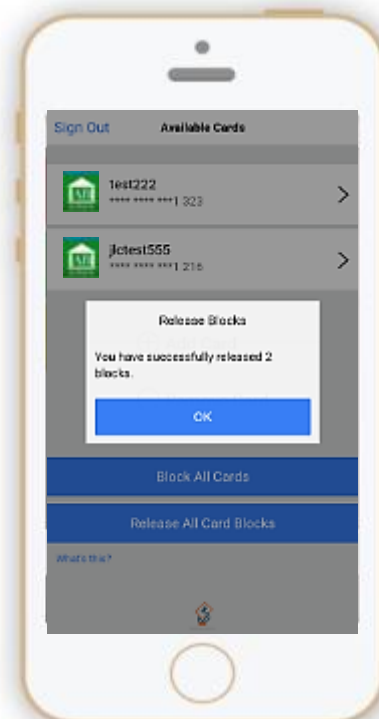 Sign Out
Available Cards
test222
**** **** ***1 323
jlctest555
**** **** ***1 216
Release Blocks
You have successfully released 2
blocks.
OK
Block All Cards
Release All Card Blocks
What's this?